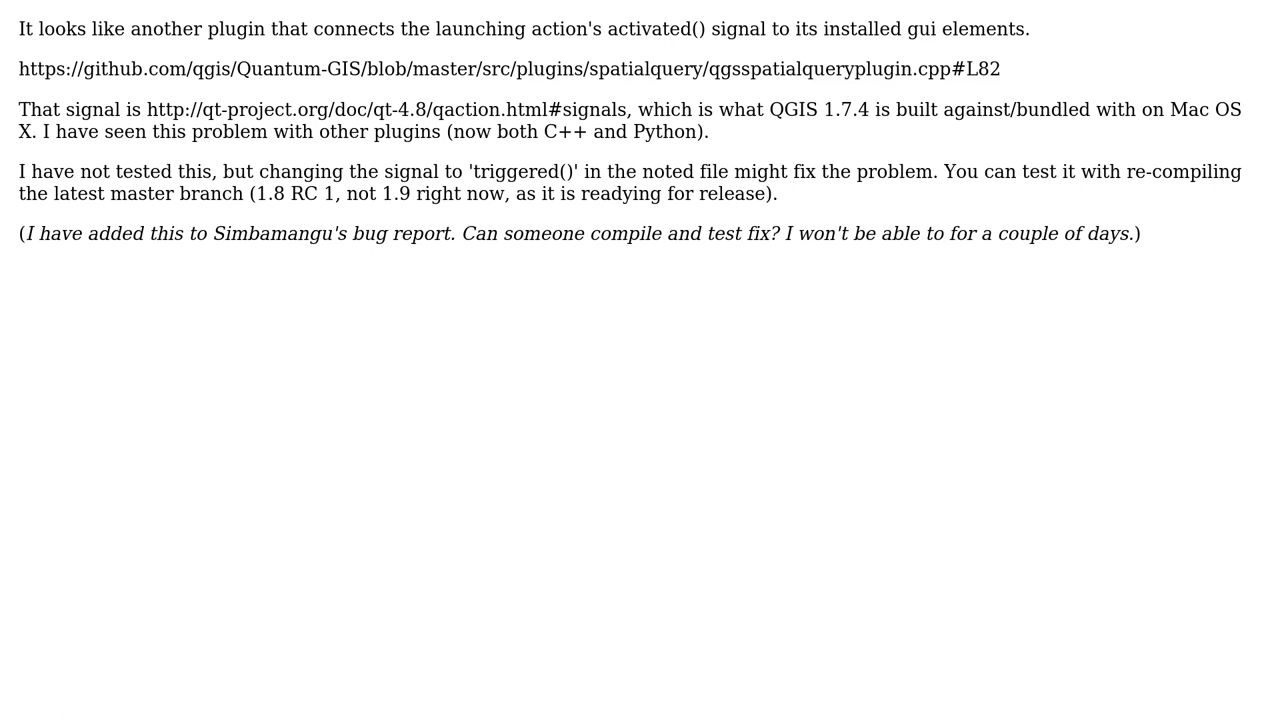 It looks like another plugin that connects the launching action's activated() signal to its installed gui elements.
https://github.com/qgis/Quantum-GIS/blob/master/src/plugins/spatialquery/qgsspatialqueryplugin.cpp#L82
That signal is http://qt-project.org/doc/qt-4.8/qaction.html#signals, which is what QGIS 1.7.4 is built against/bundled with on Mac OS
X. I have seen this problem with other plugins (now both C++ and Python).
I have not tested this, but changing the signal to 'triggered()' in the noted file might fix the problem. You can test it with re-compiling
the latest master branch (1.8 RC 1, not 1.9 right now, as it is readying for release).
(I have added this to Simbamangu's bug report. Can someone compile and test fix? I won't be able to for a couple of days.)